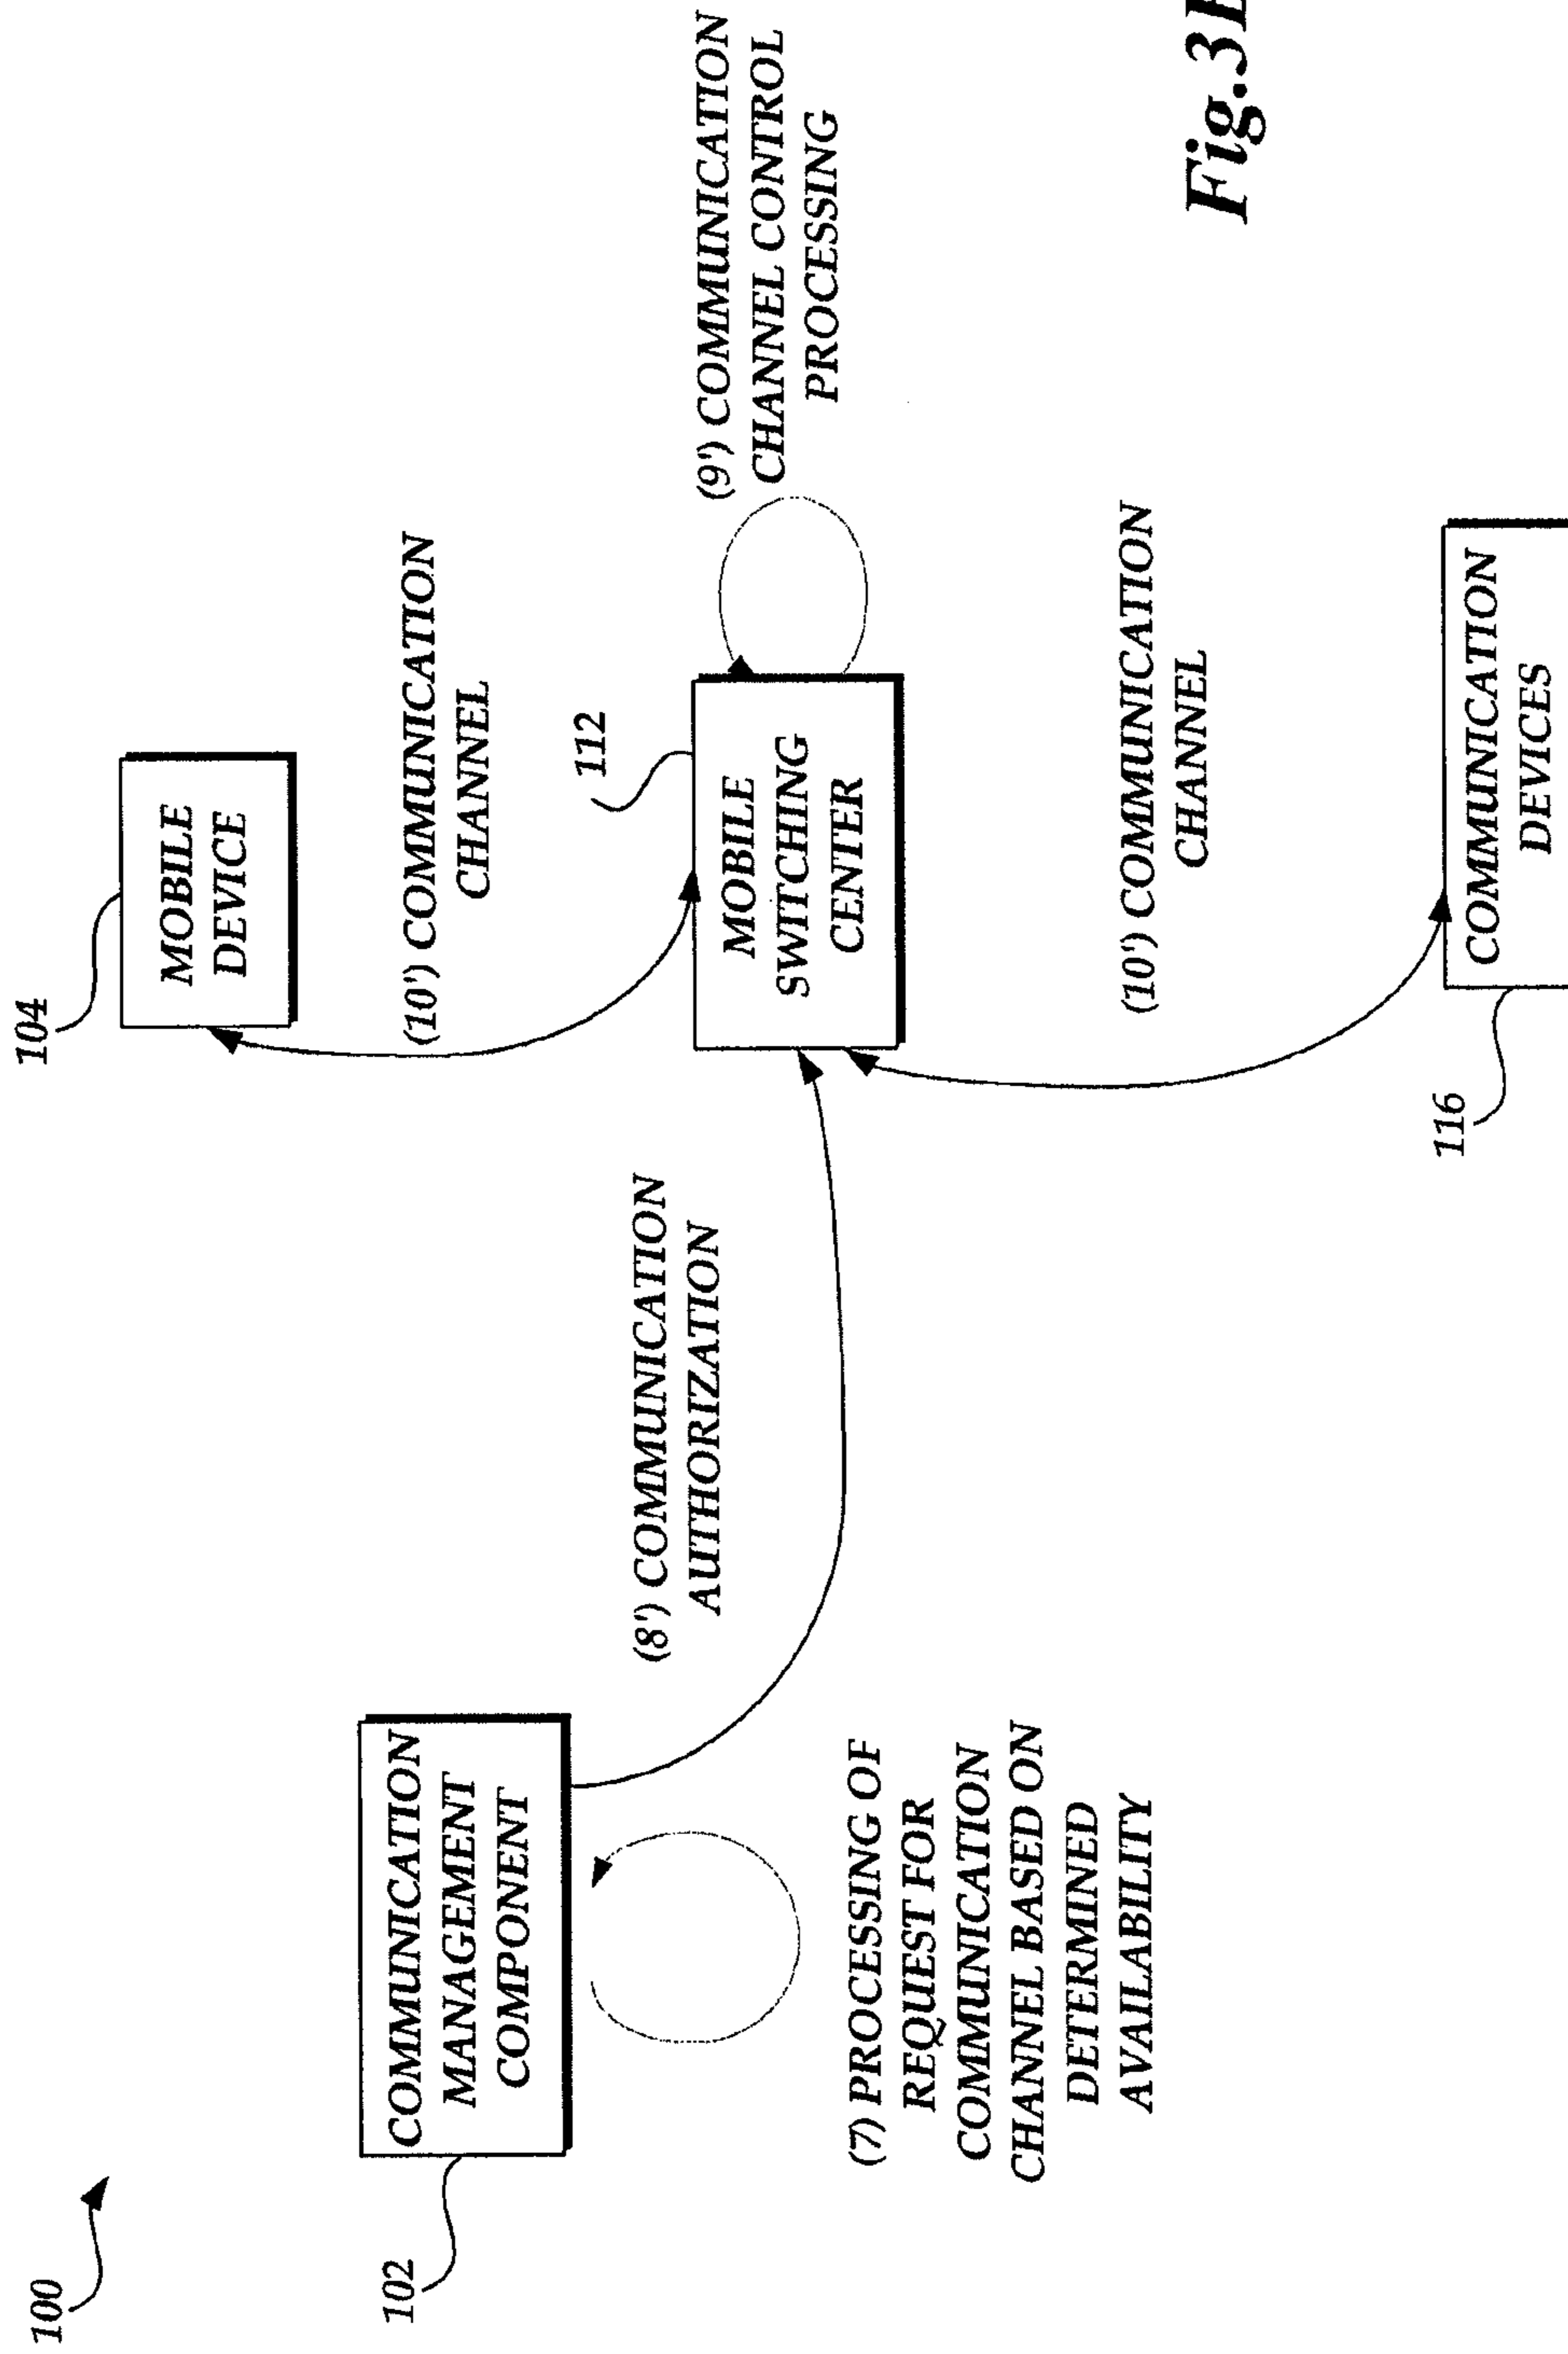 100
102
COMMUNICATION
MANAGEMENT
COMPONENT
(7) PROCESSING OF
REQUEST FOR
COMMUNICATION
CHANNEL BASED ON
DETERMINED
AVAILABILITY
(8') COMMUNICATION
AUTHORIZATION
104
MOBILE
DEVICE
(10') COMMUNICATION
CHANNEL
112
MOBILE
SWITCHING
CENTER
(9') COMMUNICATION
CHANNEL CONTROL
PROCESSING
(10') COMMUNICATION
CHANNEL
116
COMMUNICATION
DEVICES